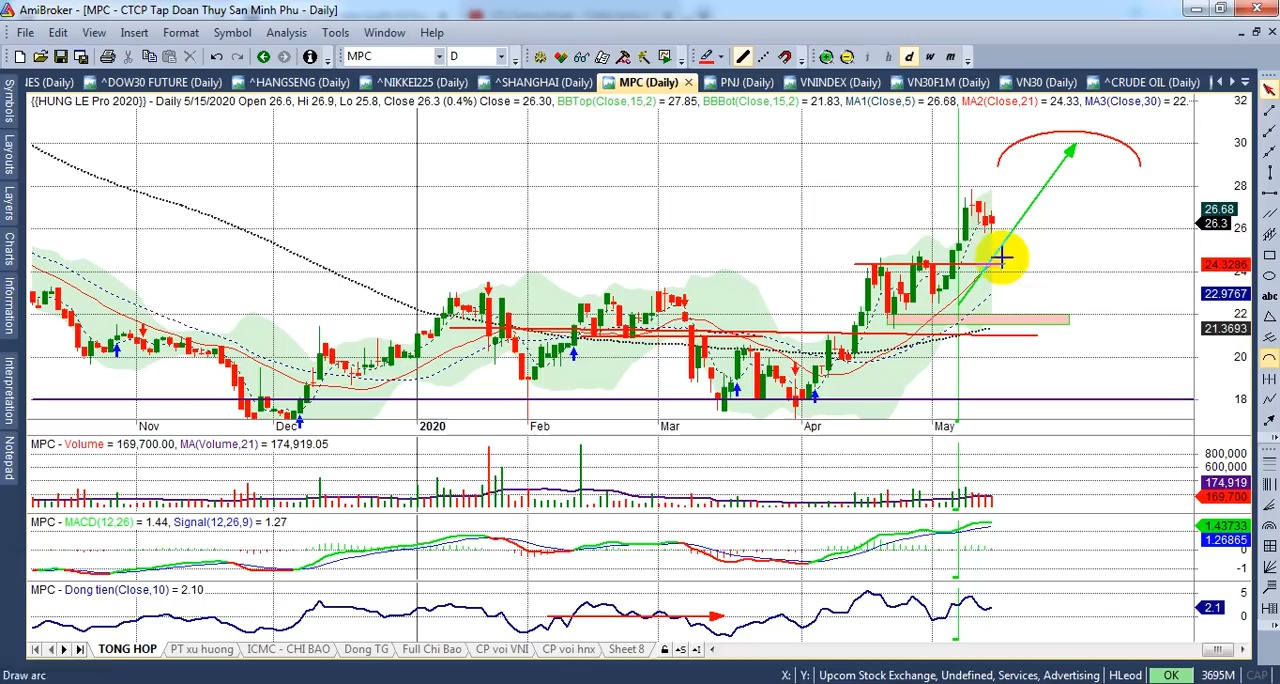 AmiBroker - [MPC - CTCP Tap Doan Thuy San Minh Phu - Daily]
File Edit View Insert Format Symbol Analysis Tools Window Help
MPC D i h d w m
IES (Daily) ^DOW30 FUTURE (Daily) ^HANGSENG (Daily) ^NIKKEI225 (Daily) ^SHANGHAI (Daily) MPC (Daily) PNJ (Daily) VNINDEX (Daily) VN30F1M (Daily) VN30 (Daily) ^CRUDE OIL (Daily)
{{HUNG LE Pro 2020}} - Daily 5/15/2020 Open 26.6, Hi 26.9, Lo 25.8, Close 26.3 (0.4%) Close = 26.30, BBTop(Close,15,2) = 27.85, BBBot(Close,15,2) = 21.83, MA1(Close,5) = 26.68, MA2(Close,21) = 24.33, MA3(Close,30) = 22.
Symbols
Layouts
Layers
Charts
Information
Interpretation
Notepad
32
30
28
26.68
26.3
26
24.3286
24
22.9767
22
21.3693
20
18
abc
Nov Dec 2020 Feb Mar Apr May
MPC - Volume = 169,700.00, MA(Volume,21) = 174,919.05
800,000
600,000
174,919
169,700
MPC - MACD(12,26) = 1.44, Signal(12,26,9) = 1.27
1.43733
1.26865
0
-1
MPC - Dong tien(Close,10) = 2.10
5
2.1
0
TONG HOP PT xu huong ICMC - CHI BAO Dong TG Full Chi Bao CP voi VNI CP voi hnx Sheet 8
Draw arc X: Y: Upcom Stock Exchange, Undefined, Services, Advertising HLeod OK 3695M CAP